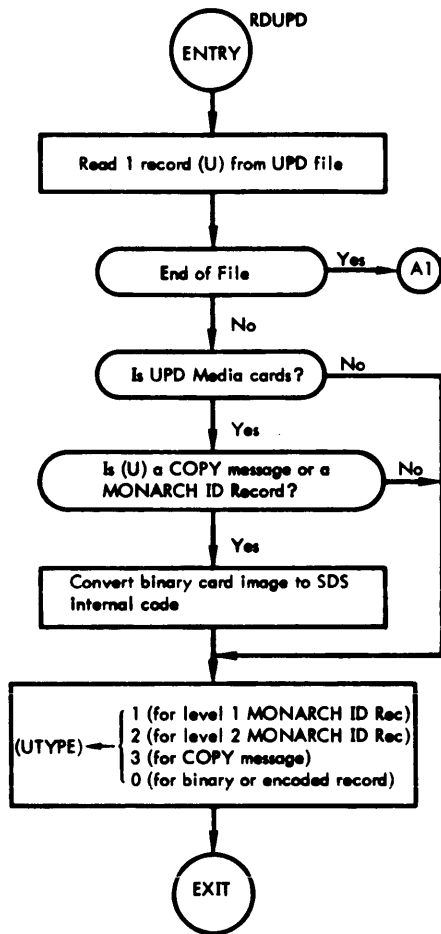 RDUPD
ENTRY
Read 1 record (U) from UPD file
End of File
Yes
A1
No
Is UPD Media cards?
No
Yes
Is (U) a COPY message or a
MONARCH ID Record?
No
Yes
Convert binary card image to SDS
internal code
(UTYPE)
1 (for level 1 MONARCH ID Rec)
2 (for level 2 MONARCH ID Rec)
3 (for COPY message)
0 (for binary or encoded record)
EXIT